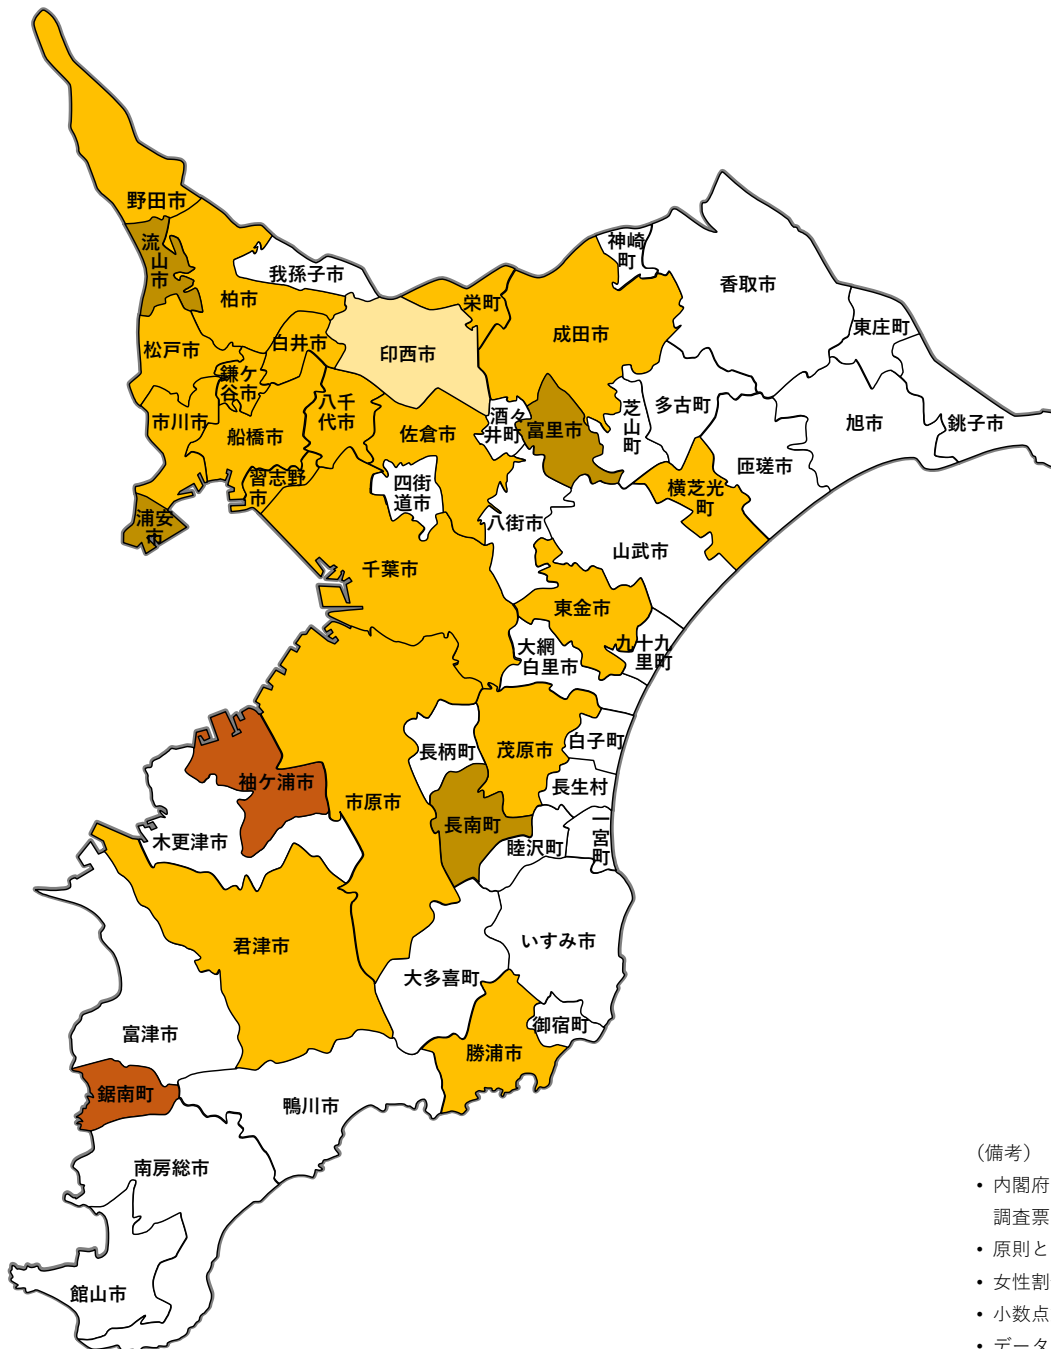 野田市
流
山
市
柏市
我孫子市
神崎
町
香取市
栄町
成田市
東庄町
松戸市
白井市
印西市
鎌ケ
谷市
市川市
船橋市
八千
代市
佐倉市
酒々
井町
富里市
芝
山
町
多古町
旭市
銚子市
匝瑳市
習志野
市
四街
道市
横芝光
町
浦安
市
八街市
山武市
千葉市
東金市
大網
白里市
九十九
里町
長柄町
茂原市
白子町
袖ケ浦市
市原市
長生村
木更津市
長南町
睦沢町
一
宮
町
君津市
いすみ市
大多喜町
富津市
御宿町
勝浦市
鋸南町
鴨川市
南房総市
館山市
（備考）
• 内閣府
調査票
• 原則と
• 女性割
• 小数点
• データ